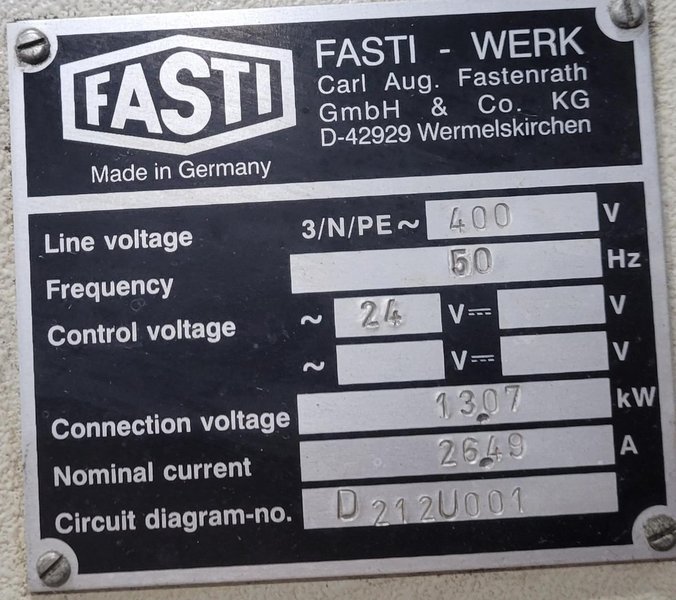 FASTI
Made in Germany
FASTI - WERK
Carl Aug. Fastenrath
GmbH & Co. KG
D-42929 Wermelskirchen
Line voltage 3/N/PE ~ 400 V
Frequency 50 Hz
Control voltage ~ 24 V⎓ V
~ V⎓ V
Connection voltage 13.07 kW
Nominal current 26.49 A
Circuit diagram-no. D 212U001